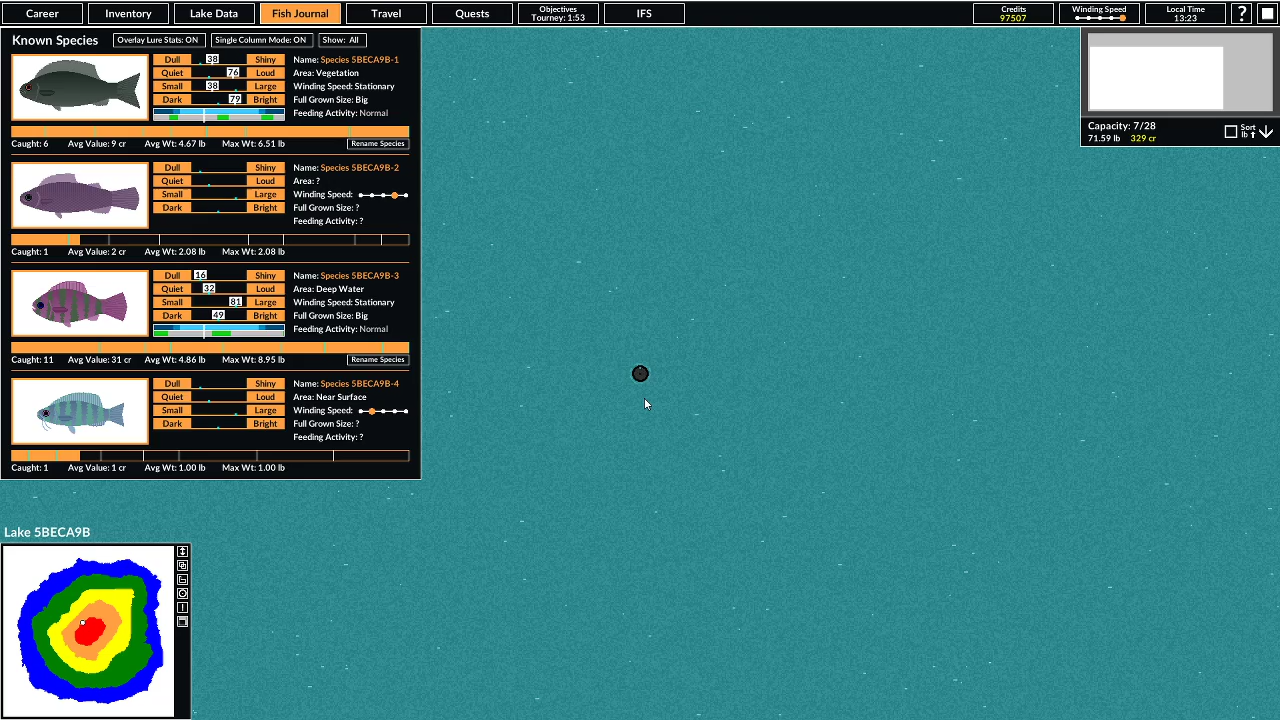 Career Inventory Lake Data Fish Journal Travel Quests Objectives Tourney: 1:53 IFS Credits 97507 Winding Speed Local Time 13:23 ?
Known Species Overlay Lure Stats: ON Single Column Mode: ON Show: All
Dull 38 Shiny Name: Species 5BECA9B-1
Quiet 76 Loud Area: Vegetation
Small 38 Large Winding Speed: Stationary
Dark 79 Bright Full Grown Size: Big
Feeding Activity: Normal
Caught: 6 Avg Value: 9 cr Avg Wt: 4.67 lb Max Wt: 6.51 lb Rename Species
Dull Shiny Name: Species 5BECA9B-2
Quiet Loud Area: ?
Small Large Winding Speed:
Dark Bright Full Grown Size: ?
Feeding Activity: ?
Caught: 1 Avg Value: 2 cr Avg Wt: 2.08 lb Max Wt: 2.08 lb
Dull 16 Shiny Name: Species 5BECA9B-3
Quiet 32 Loud Area: Deep Water
Small 81 Large Winding Speed: Stationary
Dark 49 Bright Full Grown Size: Big
Feeding Activity: Normal
Caught: 11 Avg Value: 31 cr Avg Wt: 4.86 lb Max Wt: 8.95 lb Rename Species
Dull Shiny Name: Species 5BECA9B-4
Quiet Loud Area: Near Surface
Small Large Winding Speed:
Dark Bright Full Grown Size: ?
Feeding Activity: ?
Caught: 1 Avg Value: 1 cr Avg Wt: 1.00 lb Max Wt: 1.00 lb
Capacity: 7/28
71.59 lb 329 cr
Sort
lb
Lake 5BECA9B